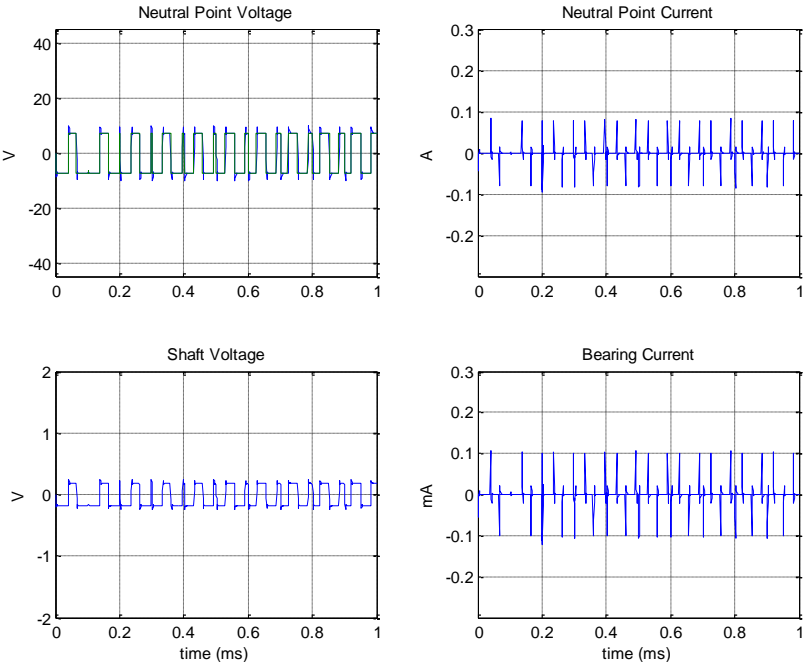 Neutral Point Voltage
40
20
0
-20
-40
V
0 0.2 0.4 0.6 0.8 1
Neutral Point Current
0.3
0.2
0.1
0
-0.1
-0.2
A
0 0.2 0.4 0.6 0.8 1
Shaft Voltage
2
1
0
-1
-2
V
0 0.2 0.4 0.6 0.8 1
time (ms)
Bearing Current
0.3
0.2
0.1
0
-0.1
-0.2
mA
0 0.2 0.4 0.6 0.8 1
time (ms)